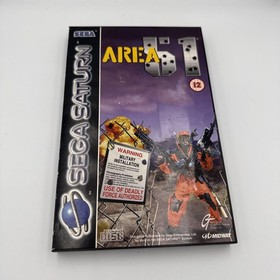 SEGA
AREA 51
12
SEGA SATURN
WARNING
MILITARY
INSTALLATION
USE OF DEADLY
FORCE AUTHORIZED
MIDWAY